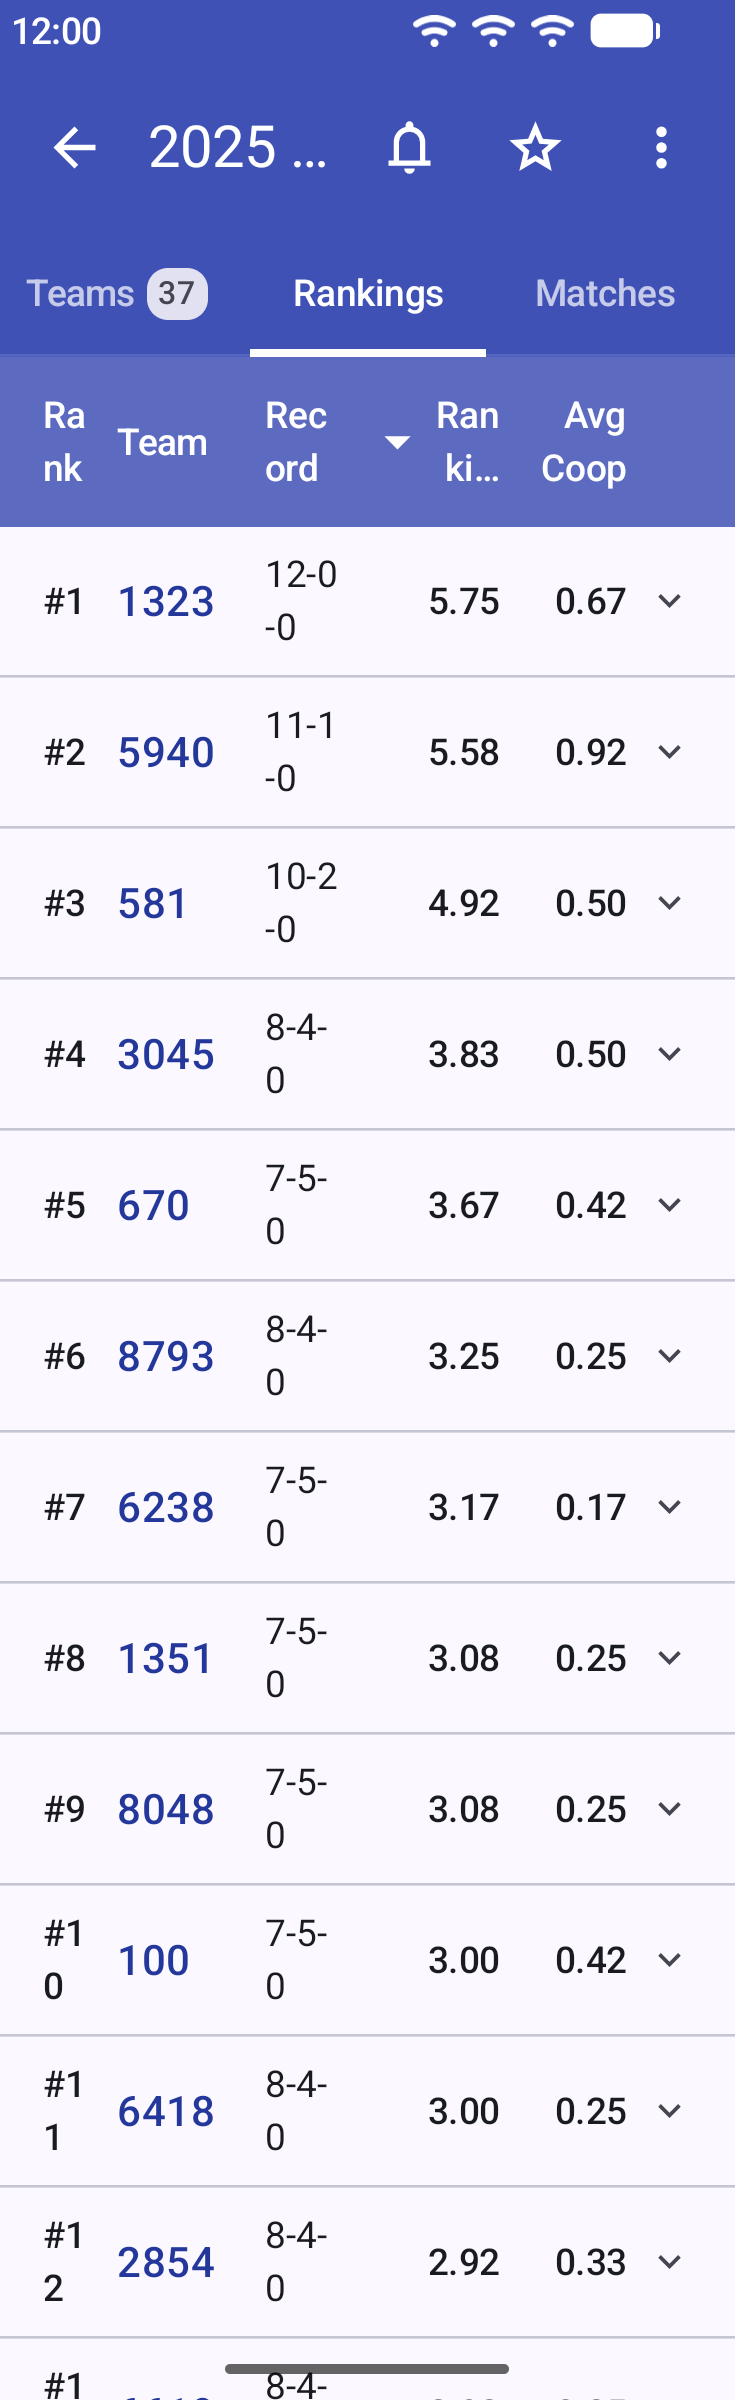 12:00
2025 ...
Teams 37 Rankings Matches
Ra
nk
Team
Rec
ord
Ran
ki...
Avg
Coop
#1 1323 12-0
-0 5.75 0.67
#2 5940 11-1
-0 5.58 0.92
#3 581 10-2
-0 4.92 0.50
#4 3045 8-4-
0 3.83 0.50
#5 670 7-5-
0 3.67 0.42
#6 8793 8-4-
0 3.25 0.25
#7 6238 7-5-
0 3.17 0.17
#8 1351 7-5-
0 3.08 0.25
#9 8048 7-5-
0 3.08 0.25
#1
0 100 7-5-
0 3.00 0.42
#1
1 6418 8-4-
0 3.00 0.25
#1
2 2854 8-4-
0 2.92 0.33
#1 8-4-